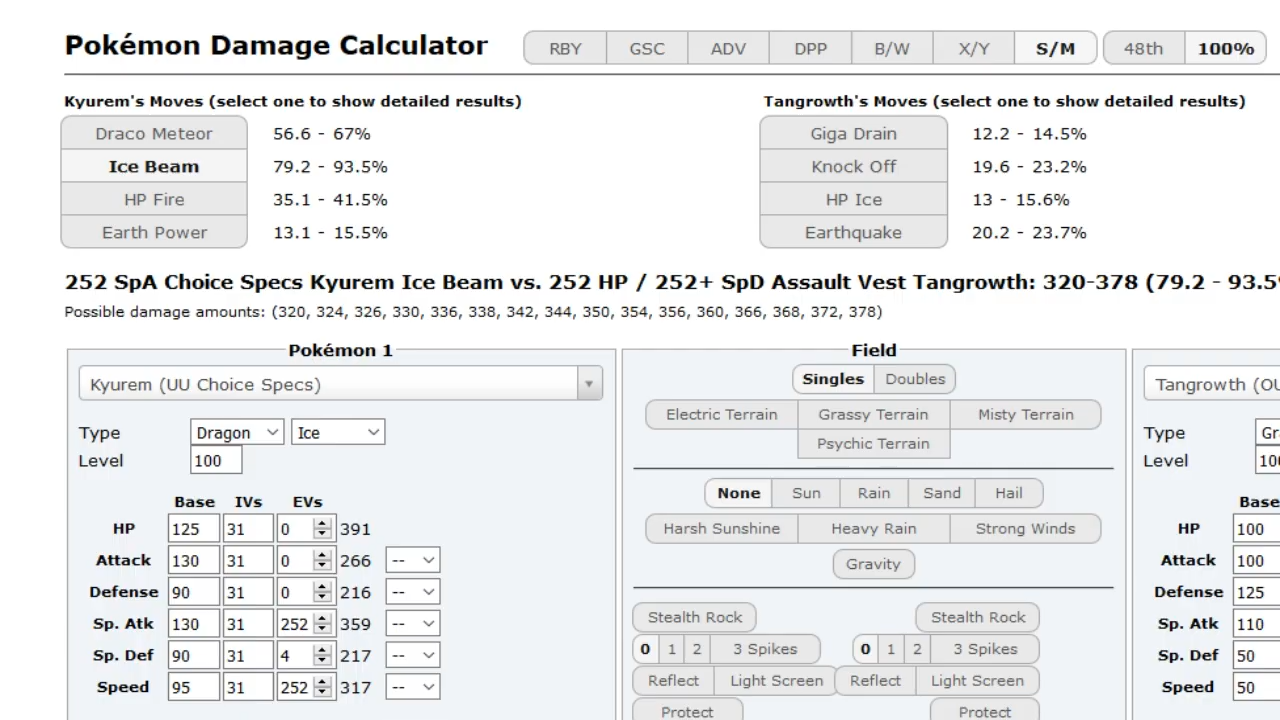 Pokémon Damage Calculator RBY GSC ADV DPP B/W X/Y S/M 48th 100%
Kyurem's Moves (select one to show detailed results) Tangrowth's Moves (select one to show detailed results)
Draco Meteor 56.6 - 67% Giga Drain 12.2 - 14.5%
Ice Beam 79.2 - 93.5% Knock Off 19.6 - 23.2%
HP Fire 35.1 - 41.5% HP Ice 13 - 15.6%
Earth Power 13.1 - 15.5% Earthquake 20.2 - 23.7%
252 SpA Choice Specs Kyurem Ice Beam vs. 252 HP / 252+ SpD Assault Vest Tangrowth: 320-378 (79.2 - 93.5%
Possible damage amounts: (320, 324, 326, 330, 336, 338, 342, 344, 350, 354, 356, 360, 366, 368, 372, 378)
Pokémon 1 Field
Singles Doubles
Kyurem (UU Choice Specs) Tangrowth (OU
Electric Terrain Grassy Terrain Misty Terrain
Type Dragon Ice Type Gr
Psychic Terrain
Level 100 Level 100
None Sun Rain Sand Hail
Base IVs EVs Base
HP 125 31 0 391 Harsh Sunshine Heavy Rain Strong Winds HP 100
Attack 130 31 0 266 -- Gravity Attack 100
Defense 90 31 0 216 -- Defense 125
Stealth Rock Stealth Rock
Sp. Atk 130 31 252 359 -- Sp. Atk 110
0 1 2 3 Spikes 0 1 2 3 Spikes
Sp. Def 90 31 4 217 -- Sp. Def 50
Reflect Light Screen Reflect Light Screen
Speed 95 31 252 317 -- Speed 50
Protect Protect